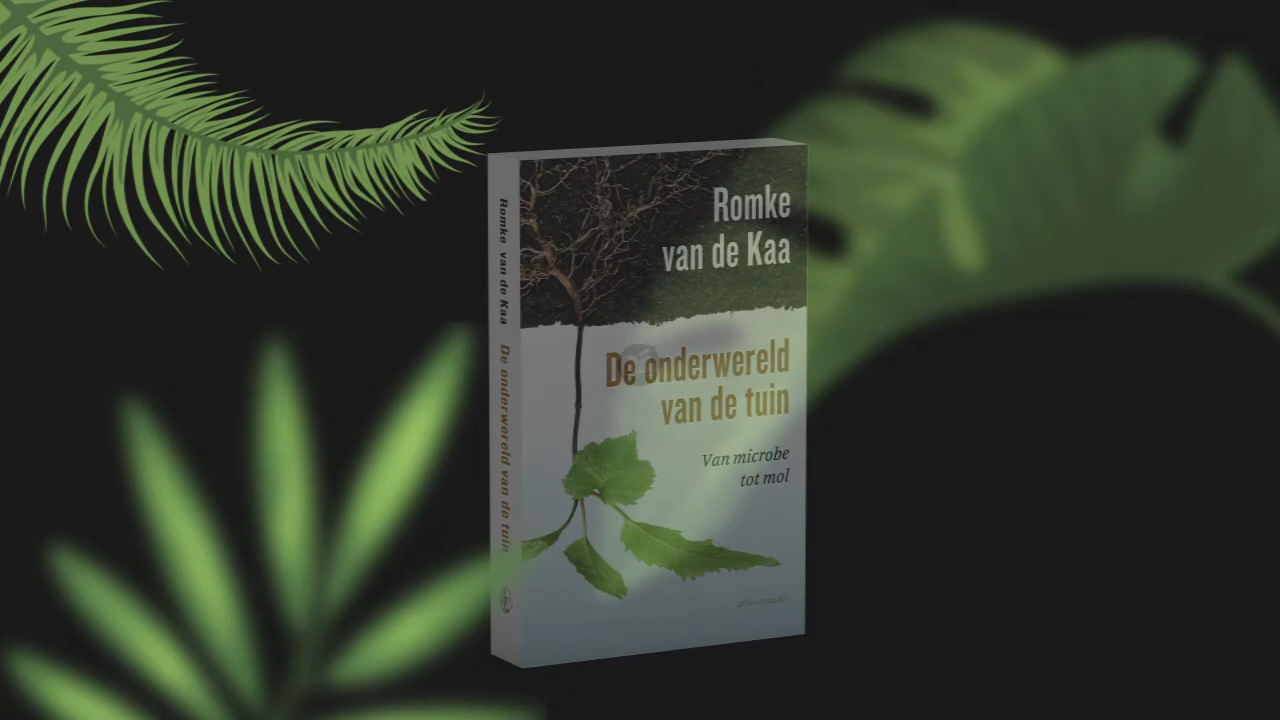 Romke
van de Kaa
De onderwereld
van de tuin
Van microbe
tot mol
Romke van de Kaa De onderwereld van de tuin